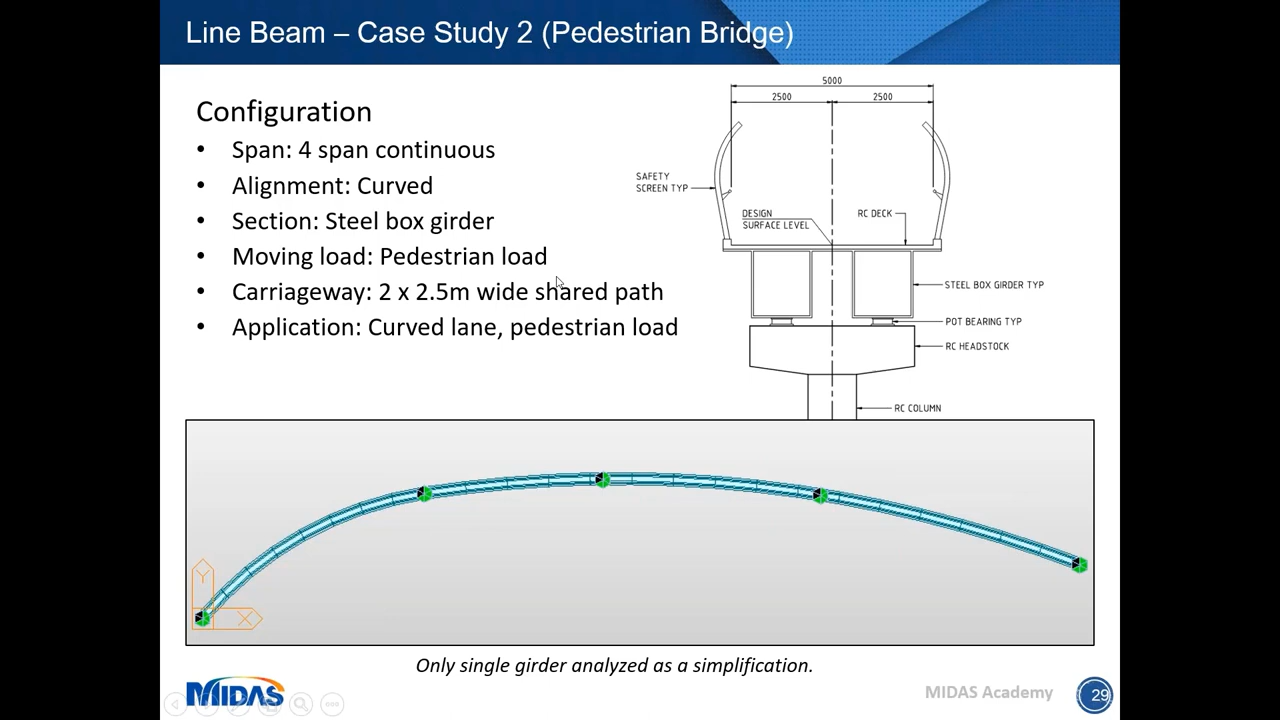 Line Beam – Case Study 2 (Pedestrian Bridge)
Configuration
• Span: 4 span continuous
• Alignment: Curved
• Section: Steel box girder
• Moving load: Pedestrian load
• Carriageway: 2 x 2.5m wide shared path
• Application: Curved lane, pedestrian load
5000
2500 2500
SAFETY
SCREEN TYP
DESIGN
SURFACE LEVEL
RC DECK
STEEL BOX GIRDER TYP
POT BEARING TYP
RC HEADSTOCK
RC COLUMN
Y
X
Only single girder analyzed as a simplification.
MIDAS
MIDAS Academy
29